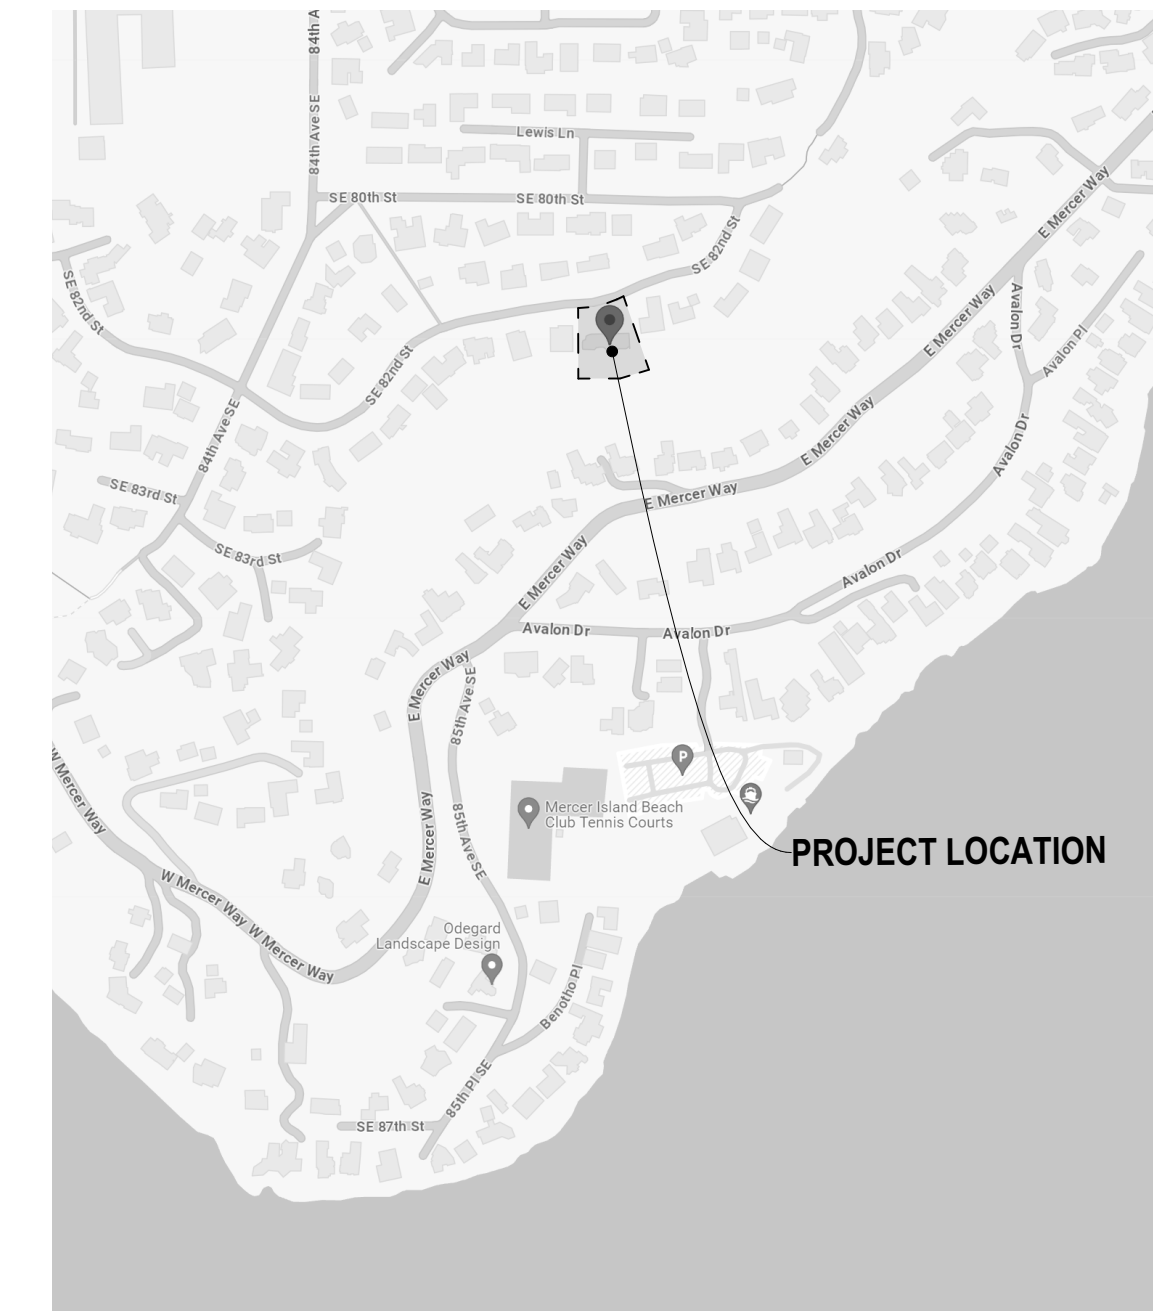 84th A
84th Ave SE
Lewis Ln
SE 80th St
SE 80th St
E Mercer Way
SE 82nd St
SE 82nd St
Avalon Dr
E Mercer Way
Avalon Pl
SE 82nd St
E Mercer Way
84th Ave SE
Avalon Dr
SE 83rd St
E Mercer Way
SE 83rd St
E Mercer Way
Avalon Dr
Avalon Dr
Avalon Dr
E Mercer Way
85th Ave SE
W Mercer Way
P
Mercer Island Beach
Club Tennis Courts
E Mercer Way
85th Ave SE
PROJECT LOCATION
W Mercer Way
W Mercer Way
Odegard
Landscape Design
Benotho Pl
85th Pl SE
SE 87th St